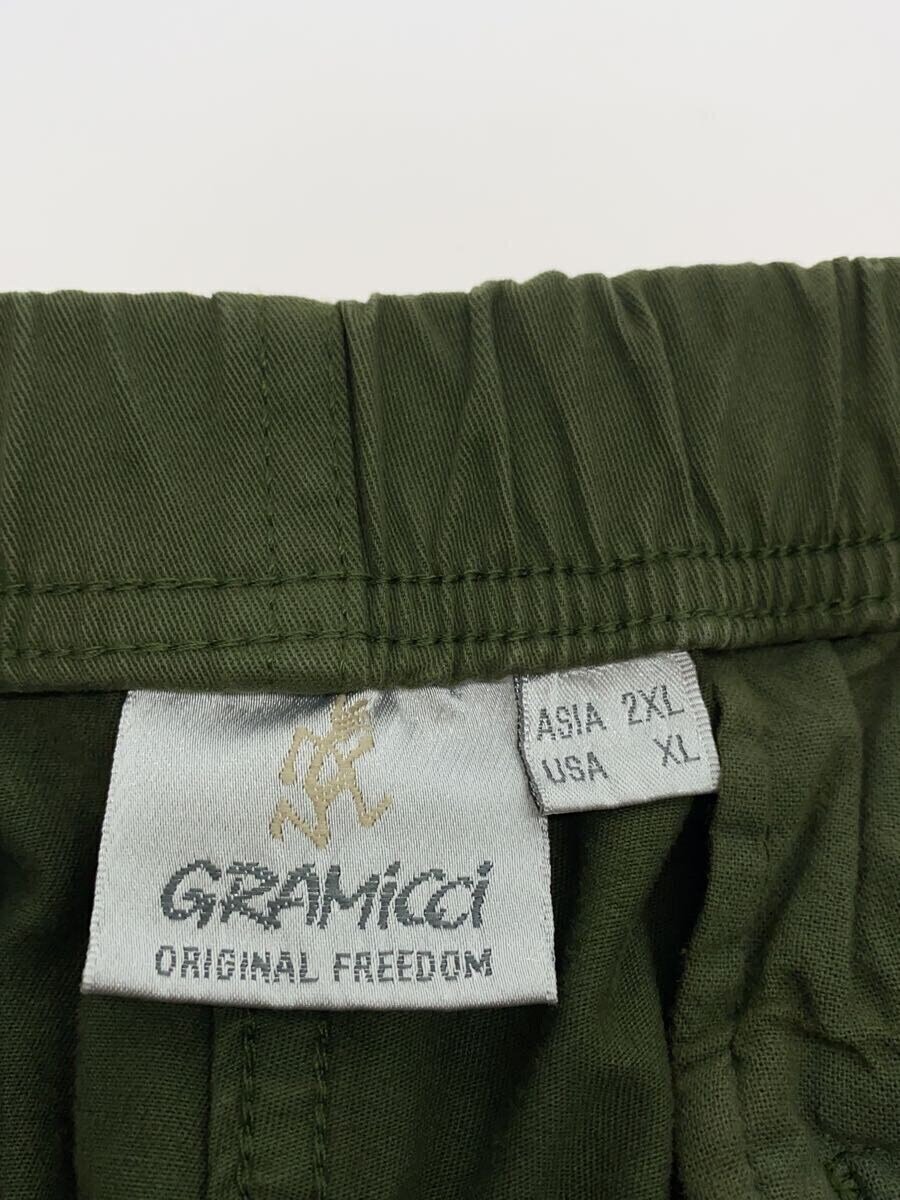 GRAMiCCi
ORIGINAL FREEDOM
ASIA 2XL
USA XL